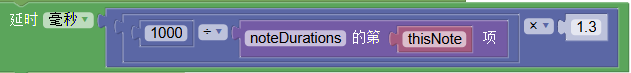 延时 毫秒 1000 ÷ noteDurations 的第 thisNote 项 × 1.3